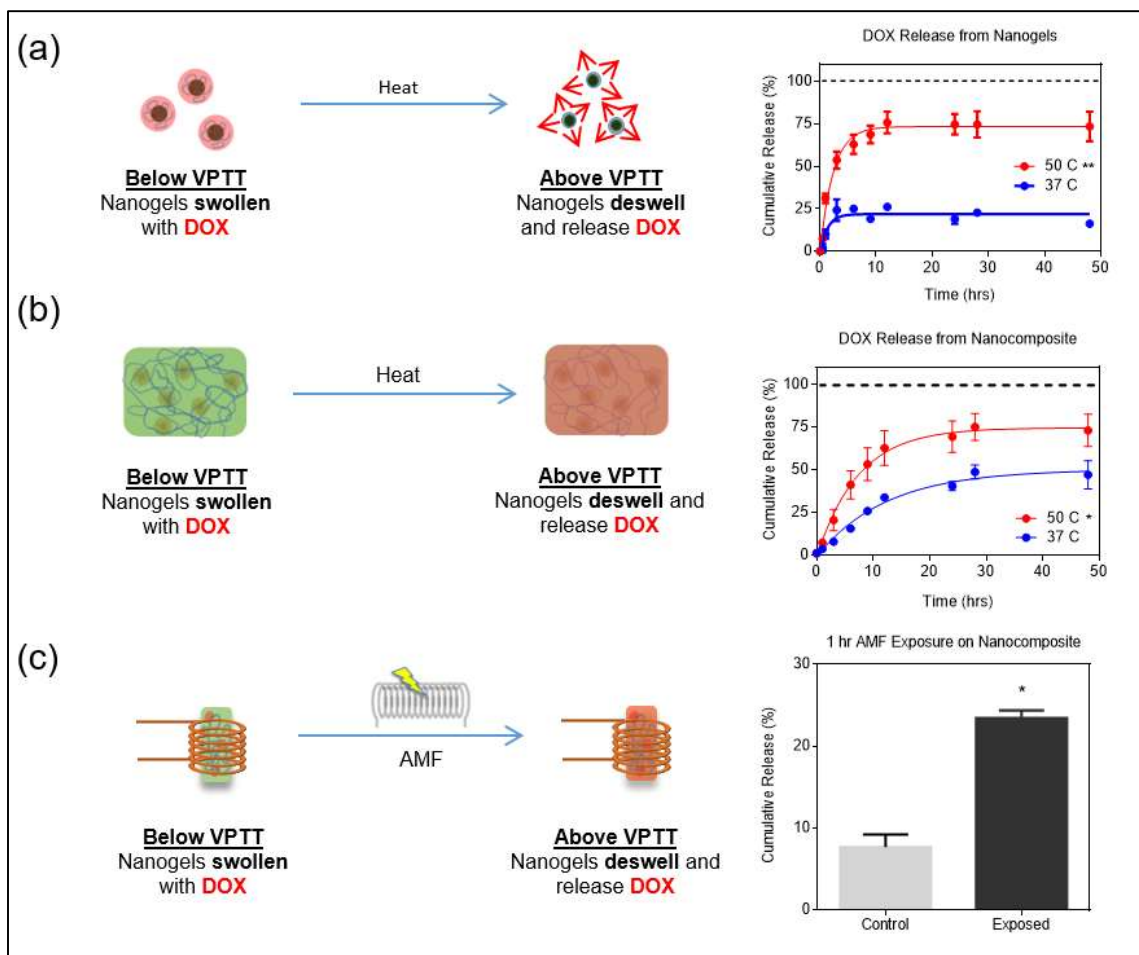 (a)
Heat
Below VPTT
Nanogels swollen
with DOX
Above VPTT
Nanogels deswell
and release DOX
DOX Release from Nanogels
Cumulative Release (%)
100
75
50
25
0
50 C **
37 C
0 10 20 30 40 50
Time (hrs)
(b)
Heat
Below VPTT
Nanogels swollen
with DOX
Above VPTT
Nanogels deswell and
release DOX
DOX Release from Nanocomposite
Cumulative Release (%)
100
75
50
25
0
50 C *
37 C
0 10 20 30 40 50
Time (hrs)
(c)
AMF
Below VPTT
Nanogels swollen
with DOX
Above VPTT
Nanogels deswell and
release DOX
1 hr AMF Exposure on Nanocomposite
Cumulative Release (%)
30
20
10
0
*
Control Exposed